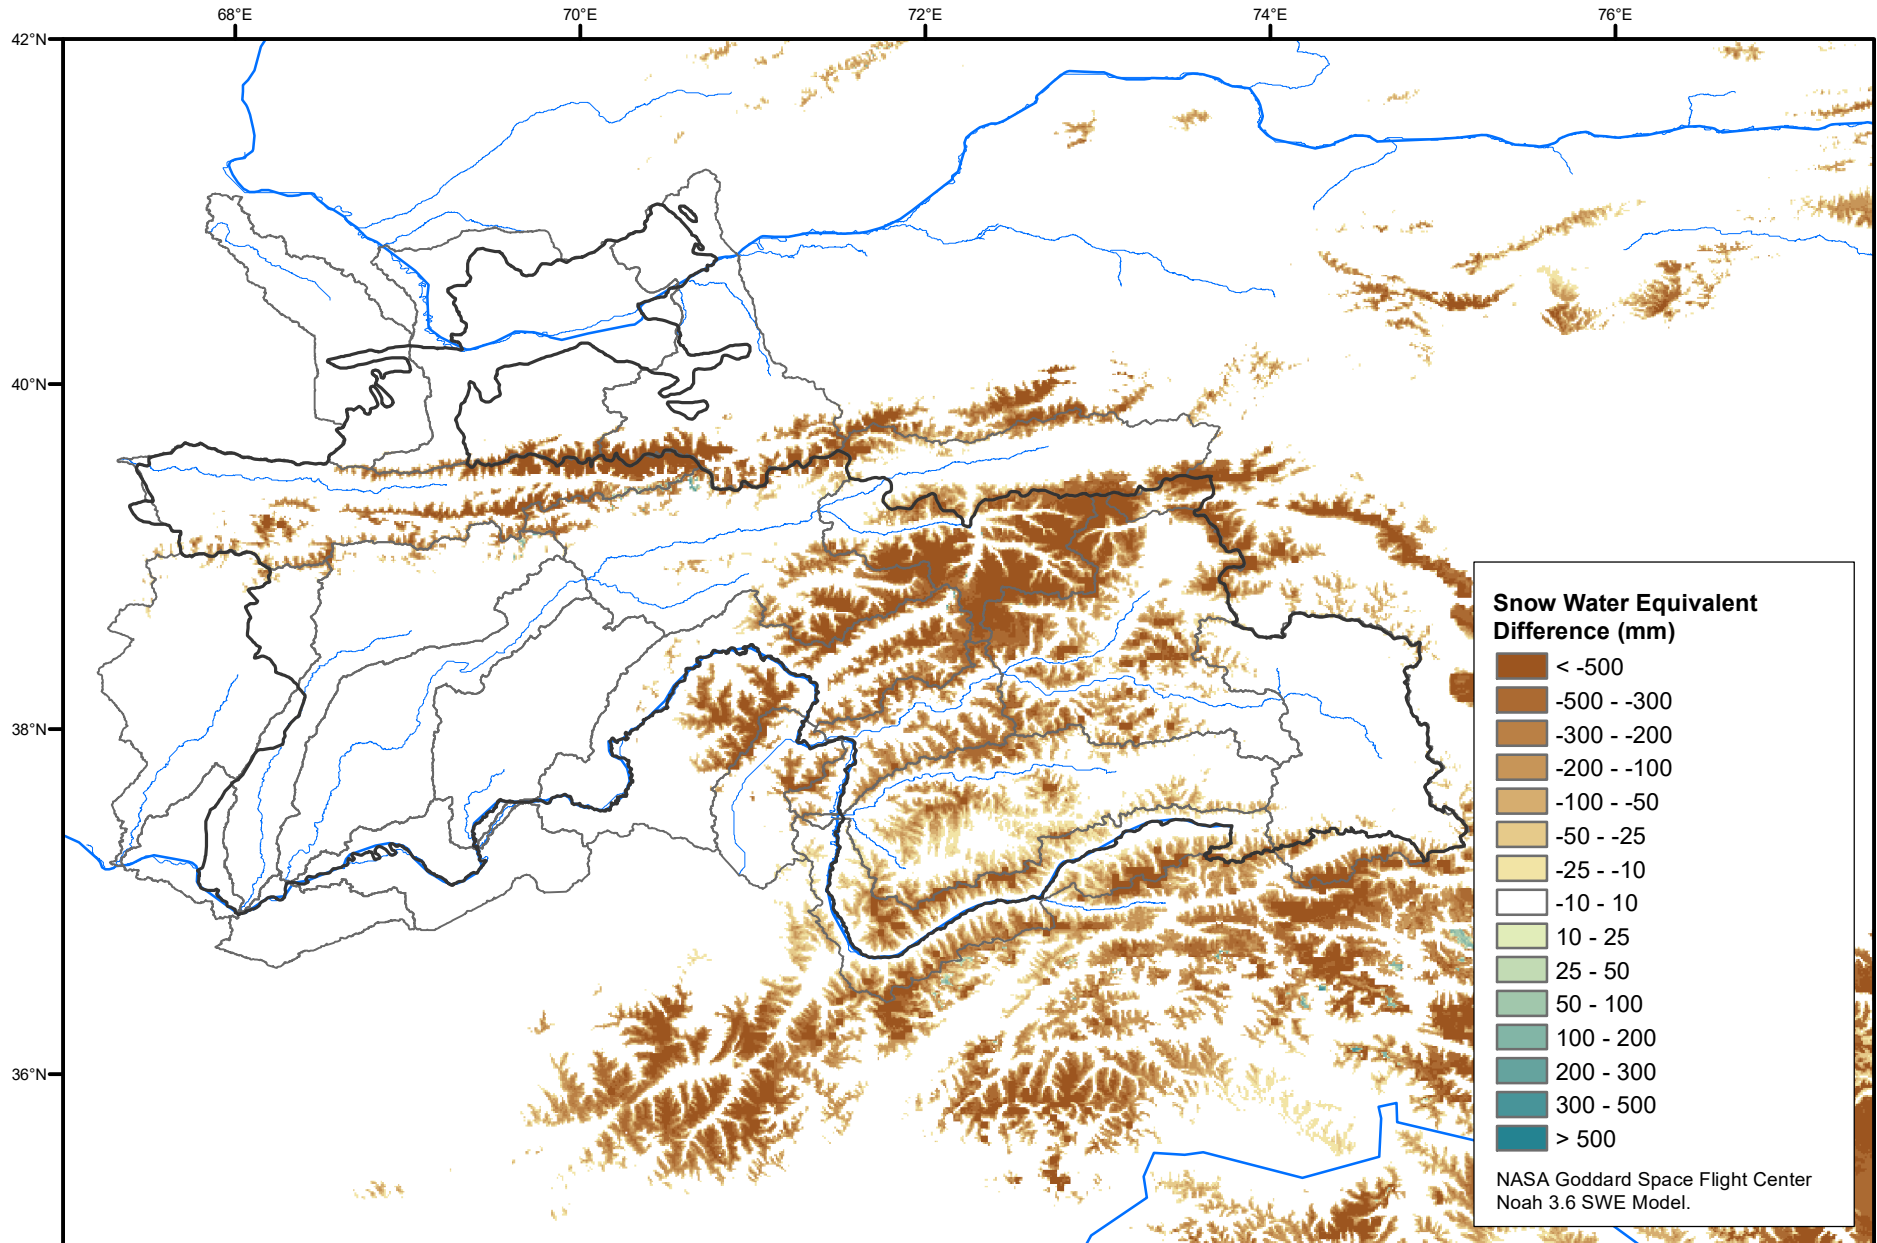 68°E 70°E 72°E 74°E 76°E
42°N
40°N
38°N
36°N
Snow Water Equivalent
Difference (mm)
< -500
-500 - -300
-300 - -200
-200 - -100
-100 - -50
-50 - -25
-25 - -10
-10 - 10
10 - 25
25 - 50
50 - 100
100 - 200
200 - 300
300 - 500
> 500
NASA Goddard Space Flight Center
Noah 3.6 SWE Model.